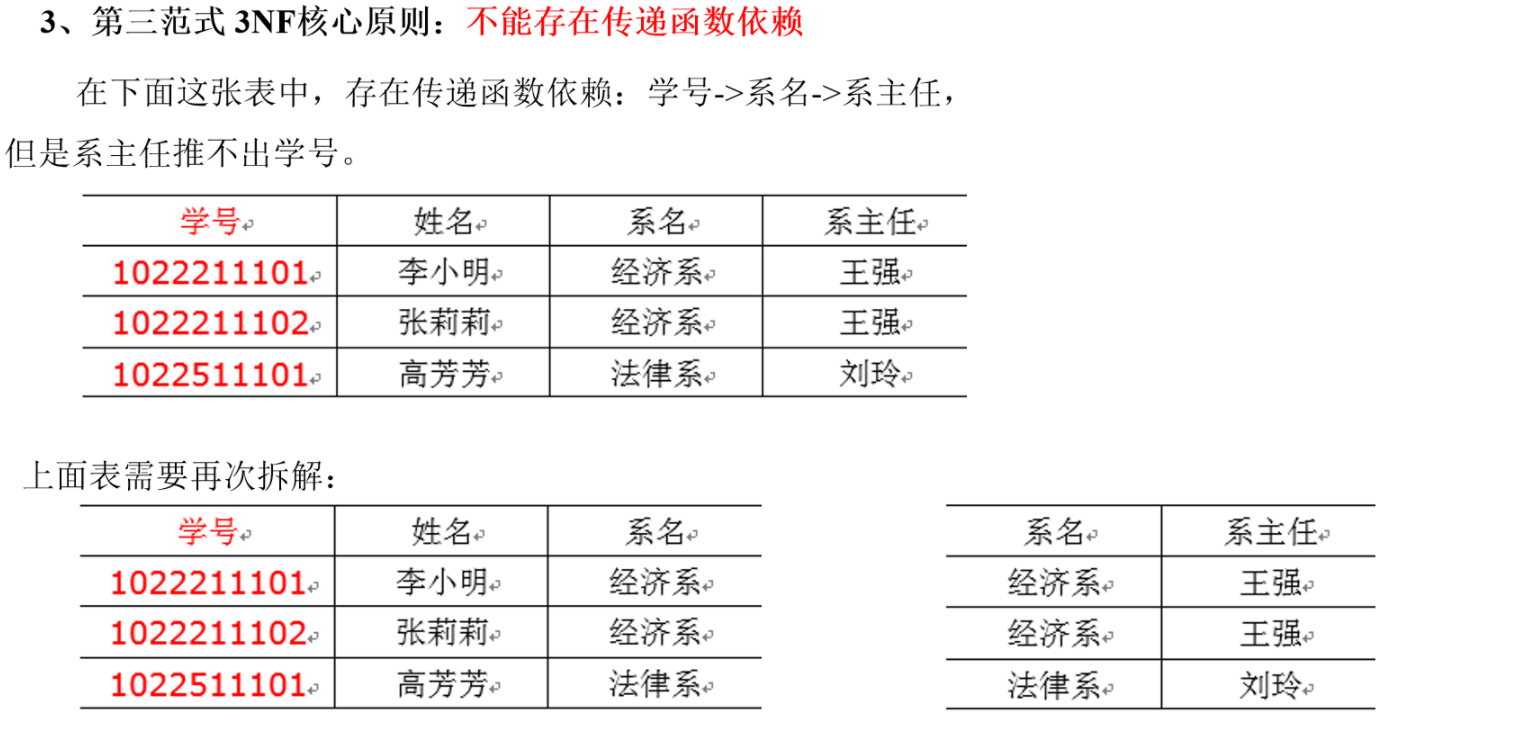 3、第三范式 3NF核心原则：不能存在传递函数依赖
在下面这张表中，存在传递函数依赖：学号->系名->系主任，
但是系主任推不出学号。
学号 姓名 系名 系主任
1022211101 李小明 经济系 王强
1022211102 张莉莉 经济系 王强
1022511101 高芳芳 法律系 刘玲
上面表需要再次拆解：
学号 姓名 系名 系名 系主任
1022211101 李小明 经济系 经济系 王强
1022211102 张莉莉 经济系 经济系 王强
1022511101 高芳芳 法律系 法律系 刘玲